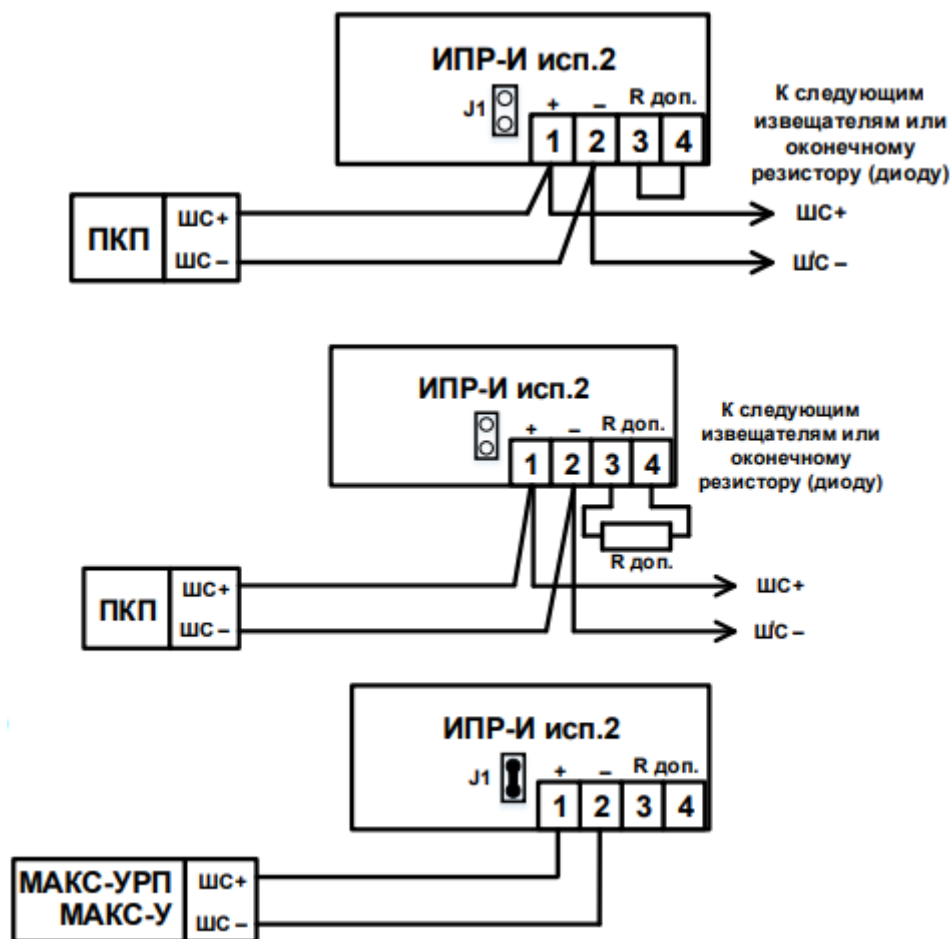 ИПР-И исп.2
J1
+ – R доп.
1 2 3 4
К следующим
извещателям или
оконечному
резистору (диоду)
ПКП
ШС+
ШС –
ШС+
ШС –
ИПР-И исп.2
+ – R доп.
1 2 3 4
К следующим
извещателям или
оконечному
резистору (диоду)
R доп.
ПКП
ШС+
ШС –
ШС+
ШС –
ИПР-И исп.2
J1
+ – R доп.
1 2 3 4
МАКС-УРП
МАКС-У
ШС+
ШС –